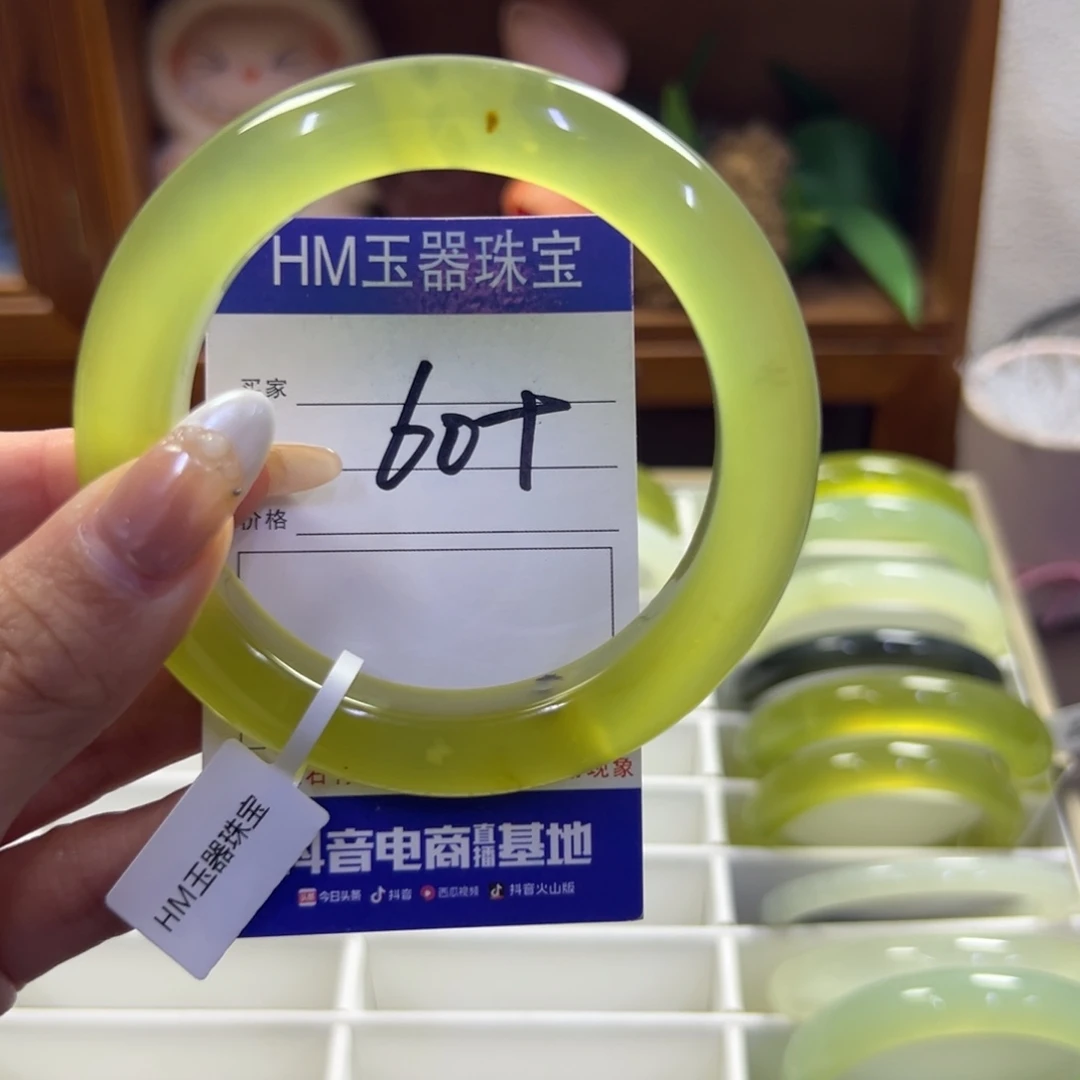 HM玉器珠宝
买家
60+
价格
现象
HM玉器珠宝
抖音电商直播基地
今日头条 抖音 西瓜视频 抖音火山版